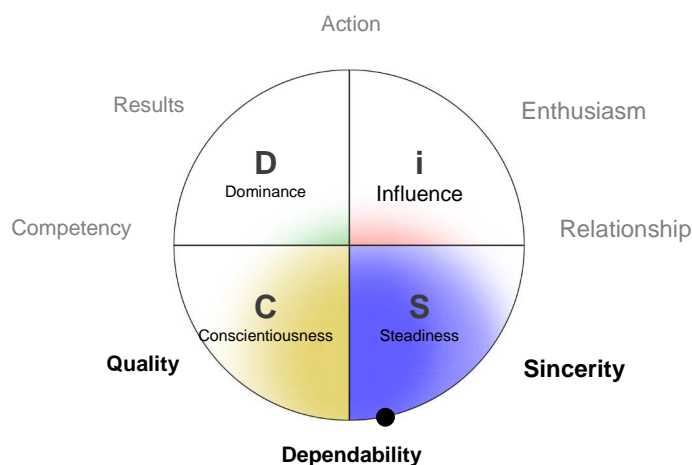 Action
Results
Enthusiasm
D
Dominance
i
Influence
Competency
Relationship
C
Conscientiousness
S
Steadiness
Quality
Sincerity
Dependability